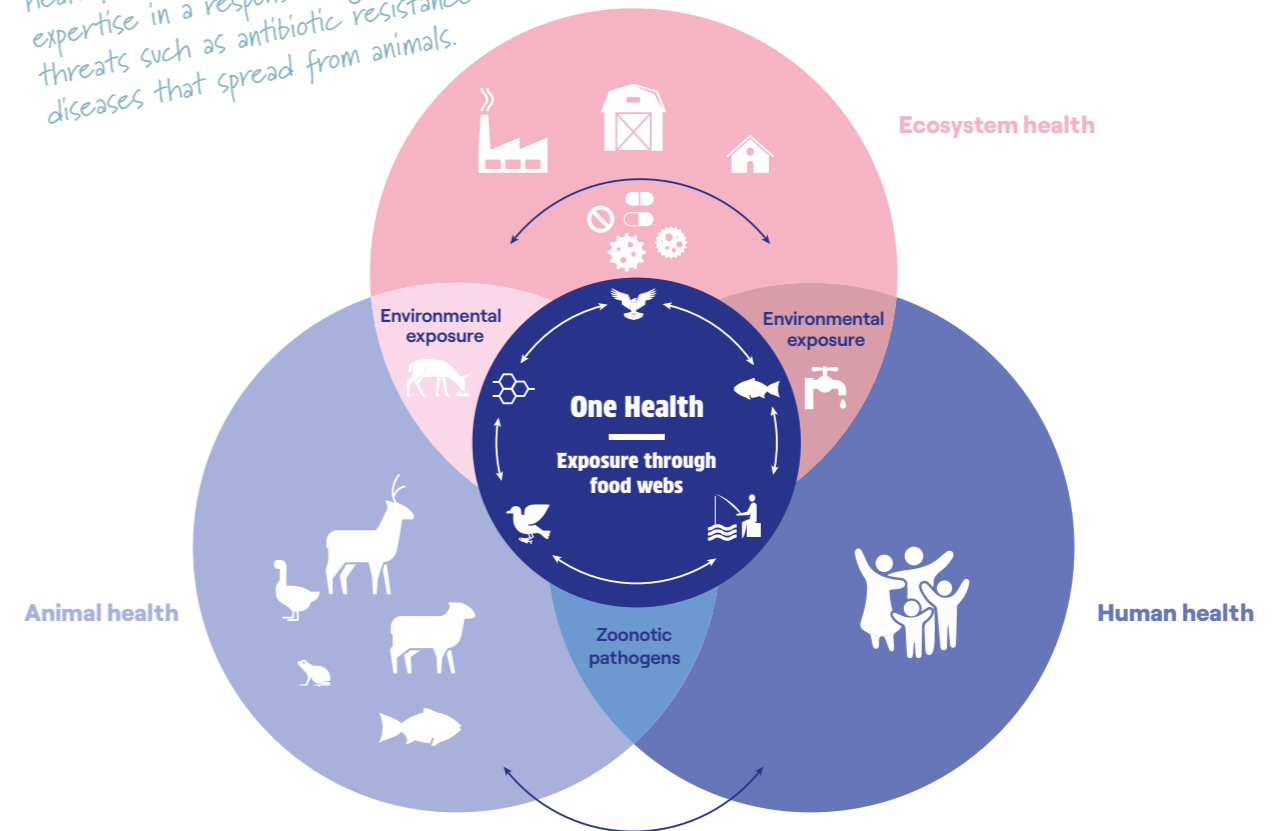 expertise in a
threats such as antibiotic resistance
diseases that spread from animals.
Ecosystem health
Environmental
exposure
Environmental
exposure
One Health
Exposure through
food webs
Animal health
Human health
Zoonotic
pathogens